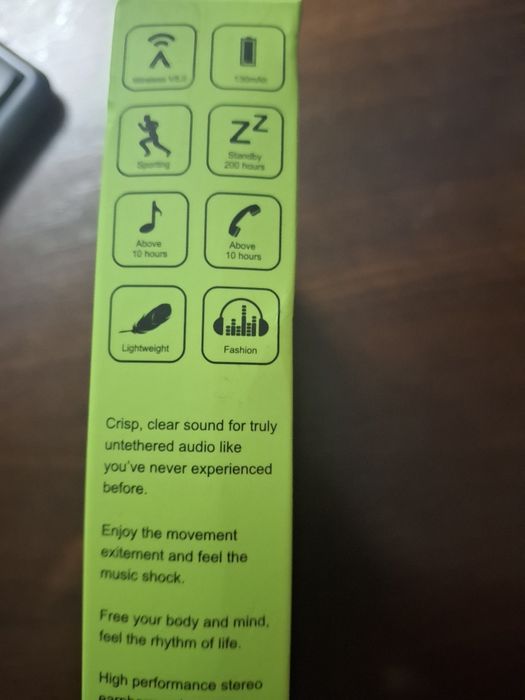 Wireless V5.0
130mAh
Sporting
Standby
200 hours
Above
10 hours
Above
10 hours
Lightweight
Fashion
Crisp, clear sound for truly
untethered audio like
you've never experienced
before.
Enjoy the movement
exitement and feel the
music shock.
Free your body and mind,
feel the rhythm of life.
High performance stereo